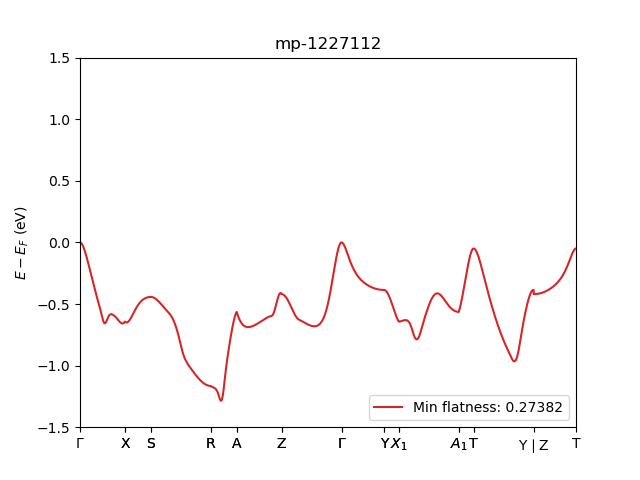 mp-1227112
E − E_F (eV)
1.5
1.0
0.5
0.0
−0.5
−1.0
−1.5
Min flatness: 0.27382
Γ X S R A Z Γ Y X₁ A₁ T Y | Z T